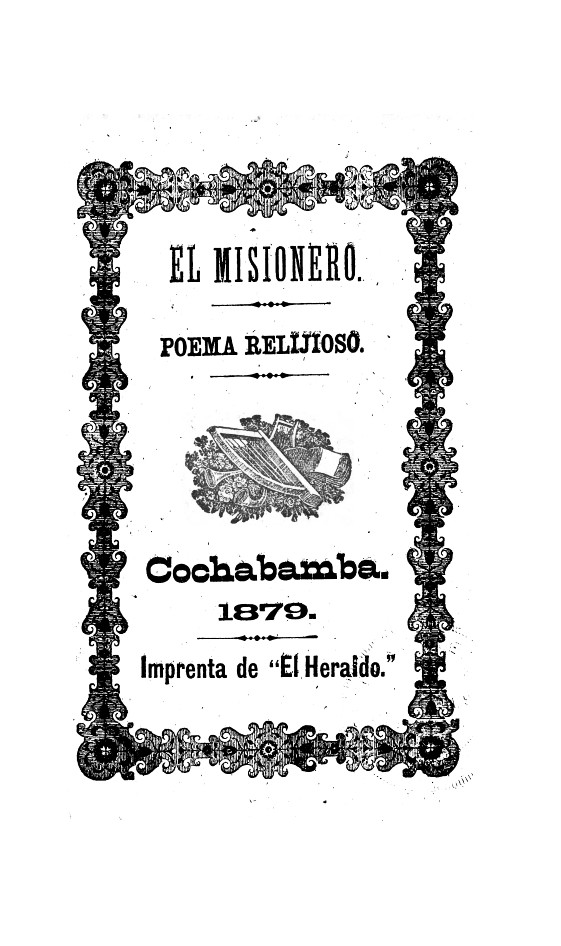 EL MISIONERO.
POEMA RELIJIOSO.
Cochabamba.
1879.
Imprenta de "El Heraldo."